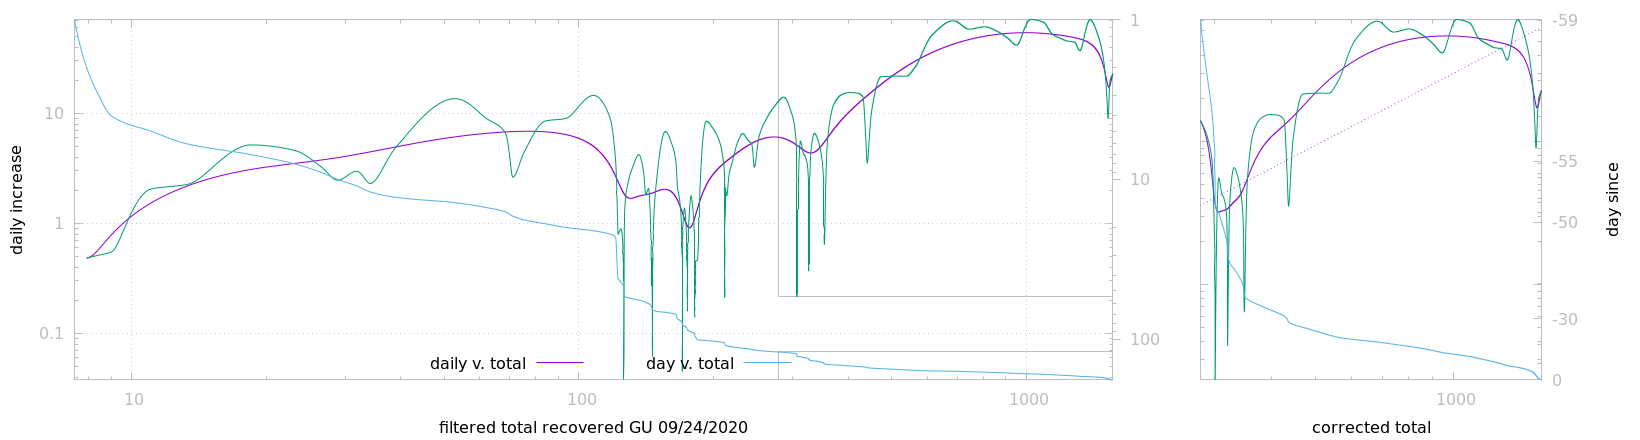 daily increase
10
1
0.1
daily v. total
day v. total
10
100
1000
1
10
100
filtered total recovered GU 09/24/2020
-59
-55
-50
-30
0
day since
1000
corrected total